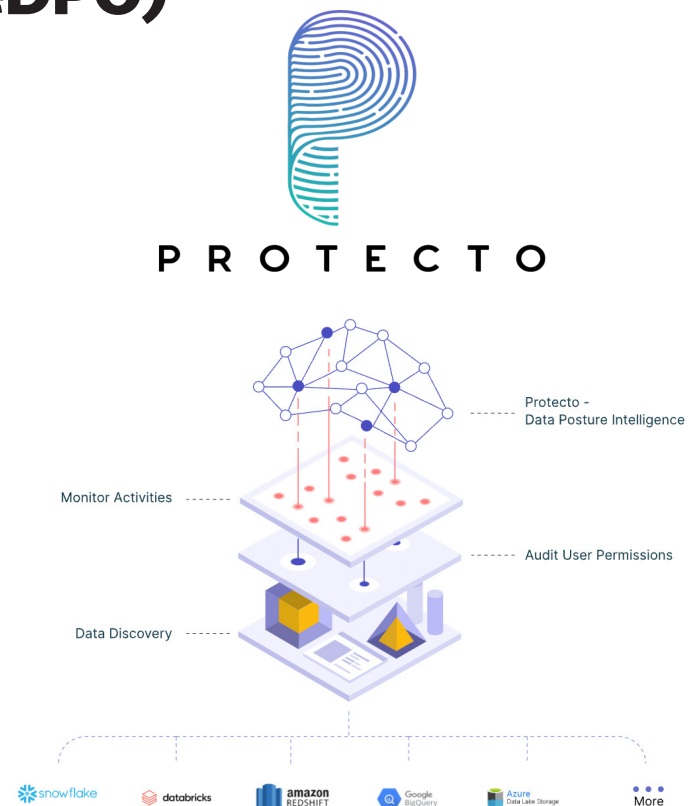 DPO)
PROTECTO
Protecto -
Data Posture Intelligence
Monitor Activities
Audit User Permissions
Data Discovery
snowflake
databricks
amazon
REDSHIFT
Google
BigQuery
Azure
Data Lake Storage
More